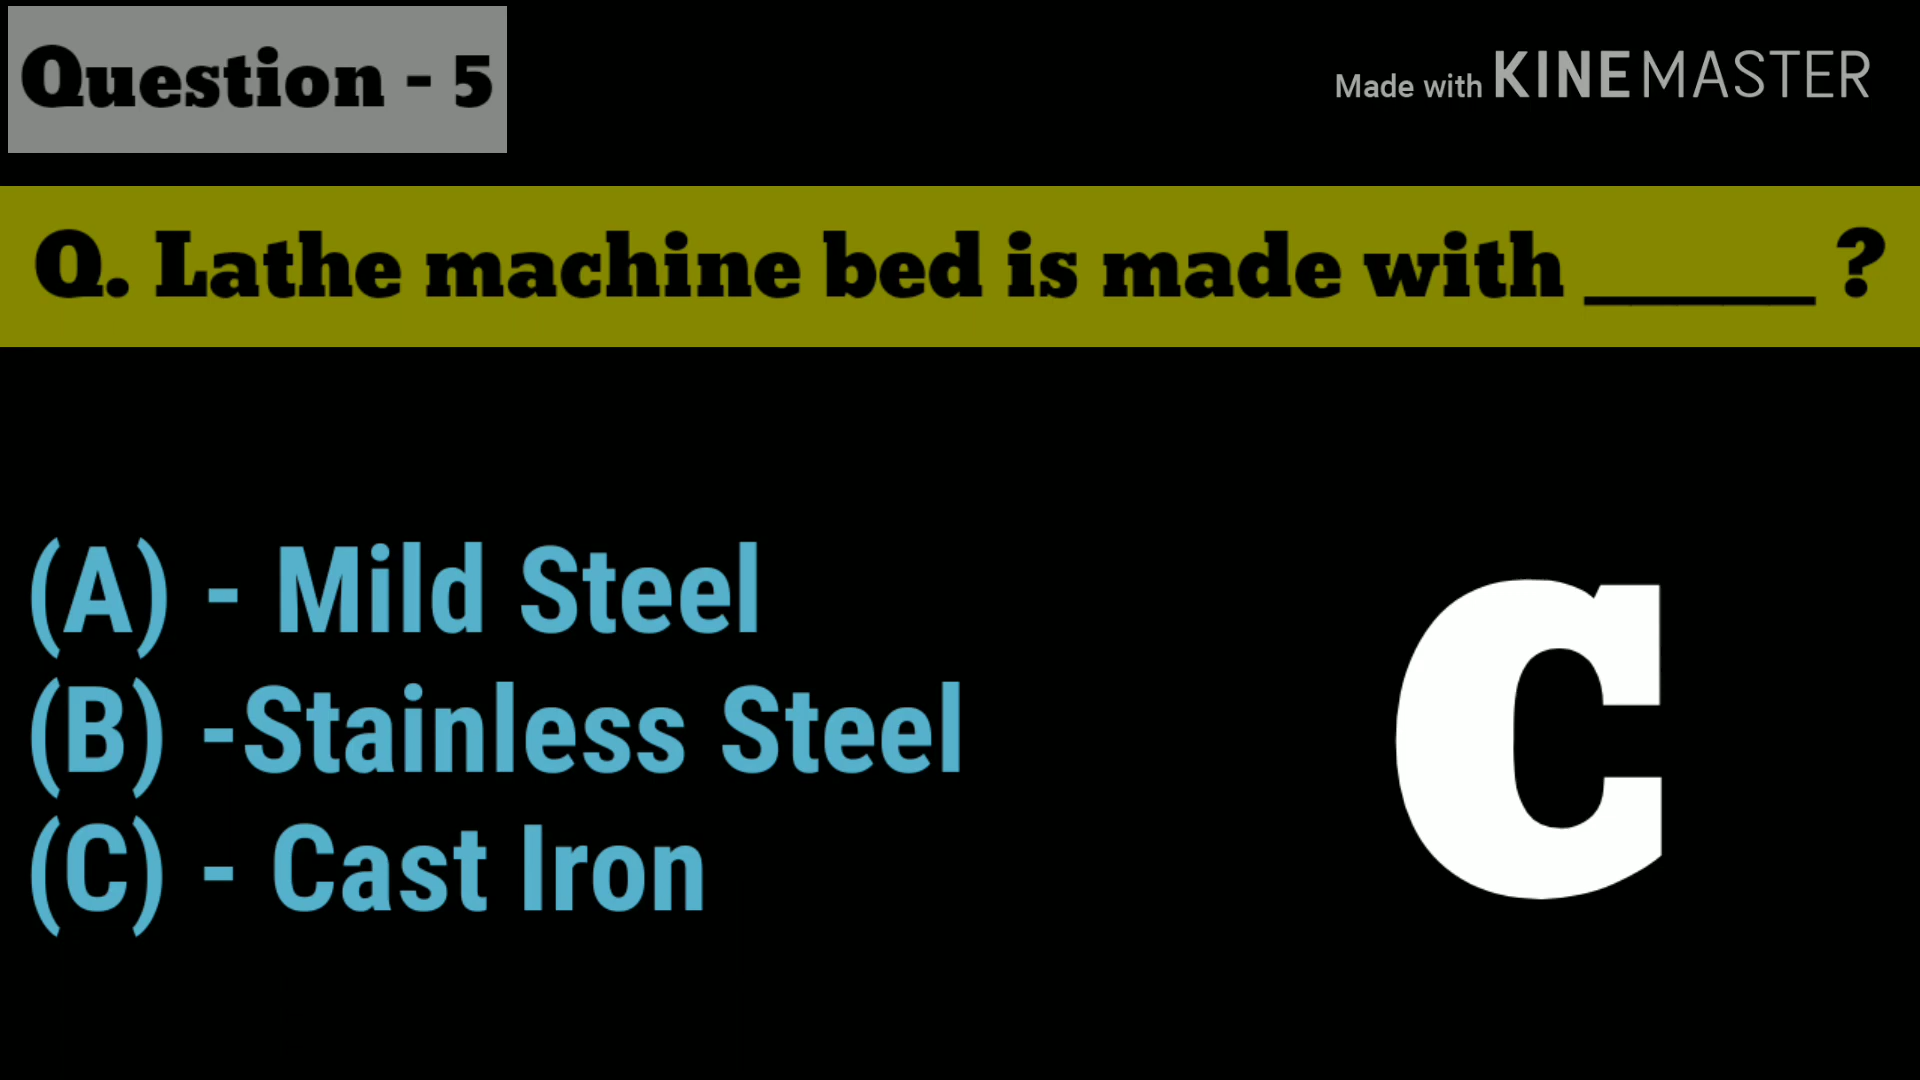 Question - 5
Made with KINEMASTER
Q. Lathe machine bed is made with _____ ?
(A) - Mild Steel
(B) -Stainless Steel
(C) - Cast Iron
C